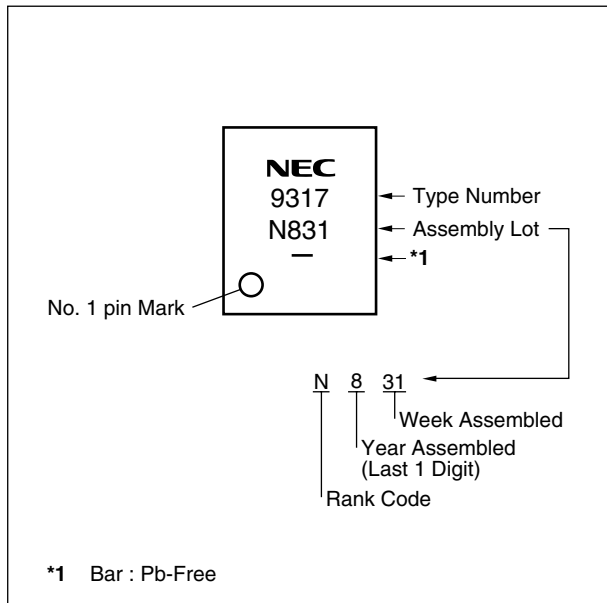 NEC
9317
N831
—
Type Number
Assembly Lot
*1
No. 1 pin Mark
N 8 31
Week Assembled
Year Assembled
(Last 1 Digit)
Rank Code
*1 Bar : Pb-Free